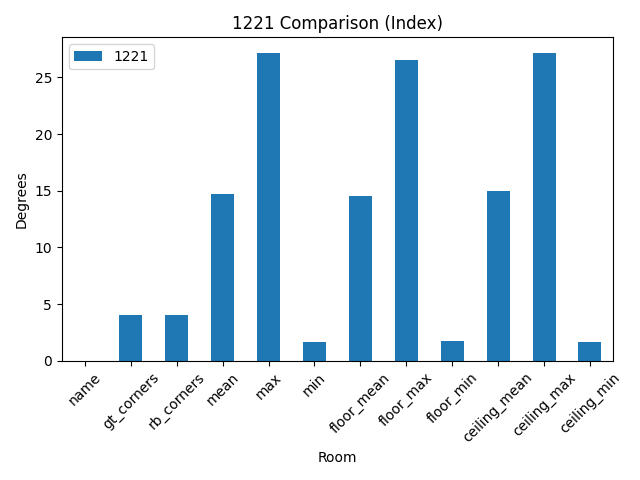 1221 Comparison (Index)
1221
Degrees
25
20
15
10
5
0
name
gt_corners
rb_corners
mean
max
min
floor_mean
floor_max
floor_min
ceiling_mean
ceiling_max
ceiling_min
Room